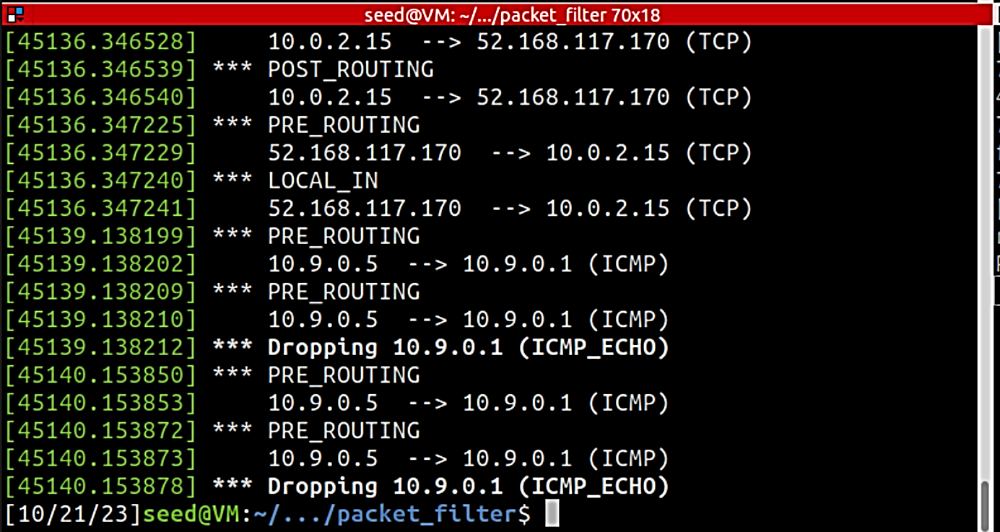 seed@VM: ~/.../packet_filter 70x18
[45136.346528]     10.0.2.15  --> 52.168.117.170 (TCP)
[45136.346539] *** POST_ROUTING
[45136.346540]     10.0.2.15  --> 52.168.117.170 (TCP)
[45136.347225] *** PRE_ROUTING
[45136.347229]     52.168.117.170  --> 10.0.2.15 (TCP)
[45136.347240] *** LOCAL_IN
[45136.347241]     52.168.117.170  --> 10.0.2.15 (TCP)
[45139.138199] *** PRE_ROUTING
[45139.138202]     10.9.0.5  --> 10.9.0.1 (ICMP)
[45139.138209] *** PRE_ROUTING
[45139.138210]     10.9.0.5  --> 10.9.0.1 (ICMP)
[45139.138212] *** Dropping 10.9.0.1 (ICMP_ECHO)
[45140.153850] *** PRE_ROUTING
[45140.153853]     10.9.0.5  --> 10.9.0.1 (ICMP)
[45140.153872] *** PRE_ROUTING
[45140.153873]     10.9.0.5  --> 10.9.0.1 (ICMP)
[45140.153878] *** Dropping 10.9.0.1 (ICMP_ECHO)
[10/21/23]seed@VM:~/.../packet_filter$